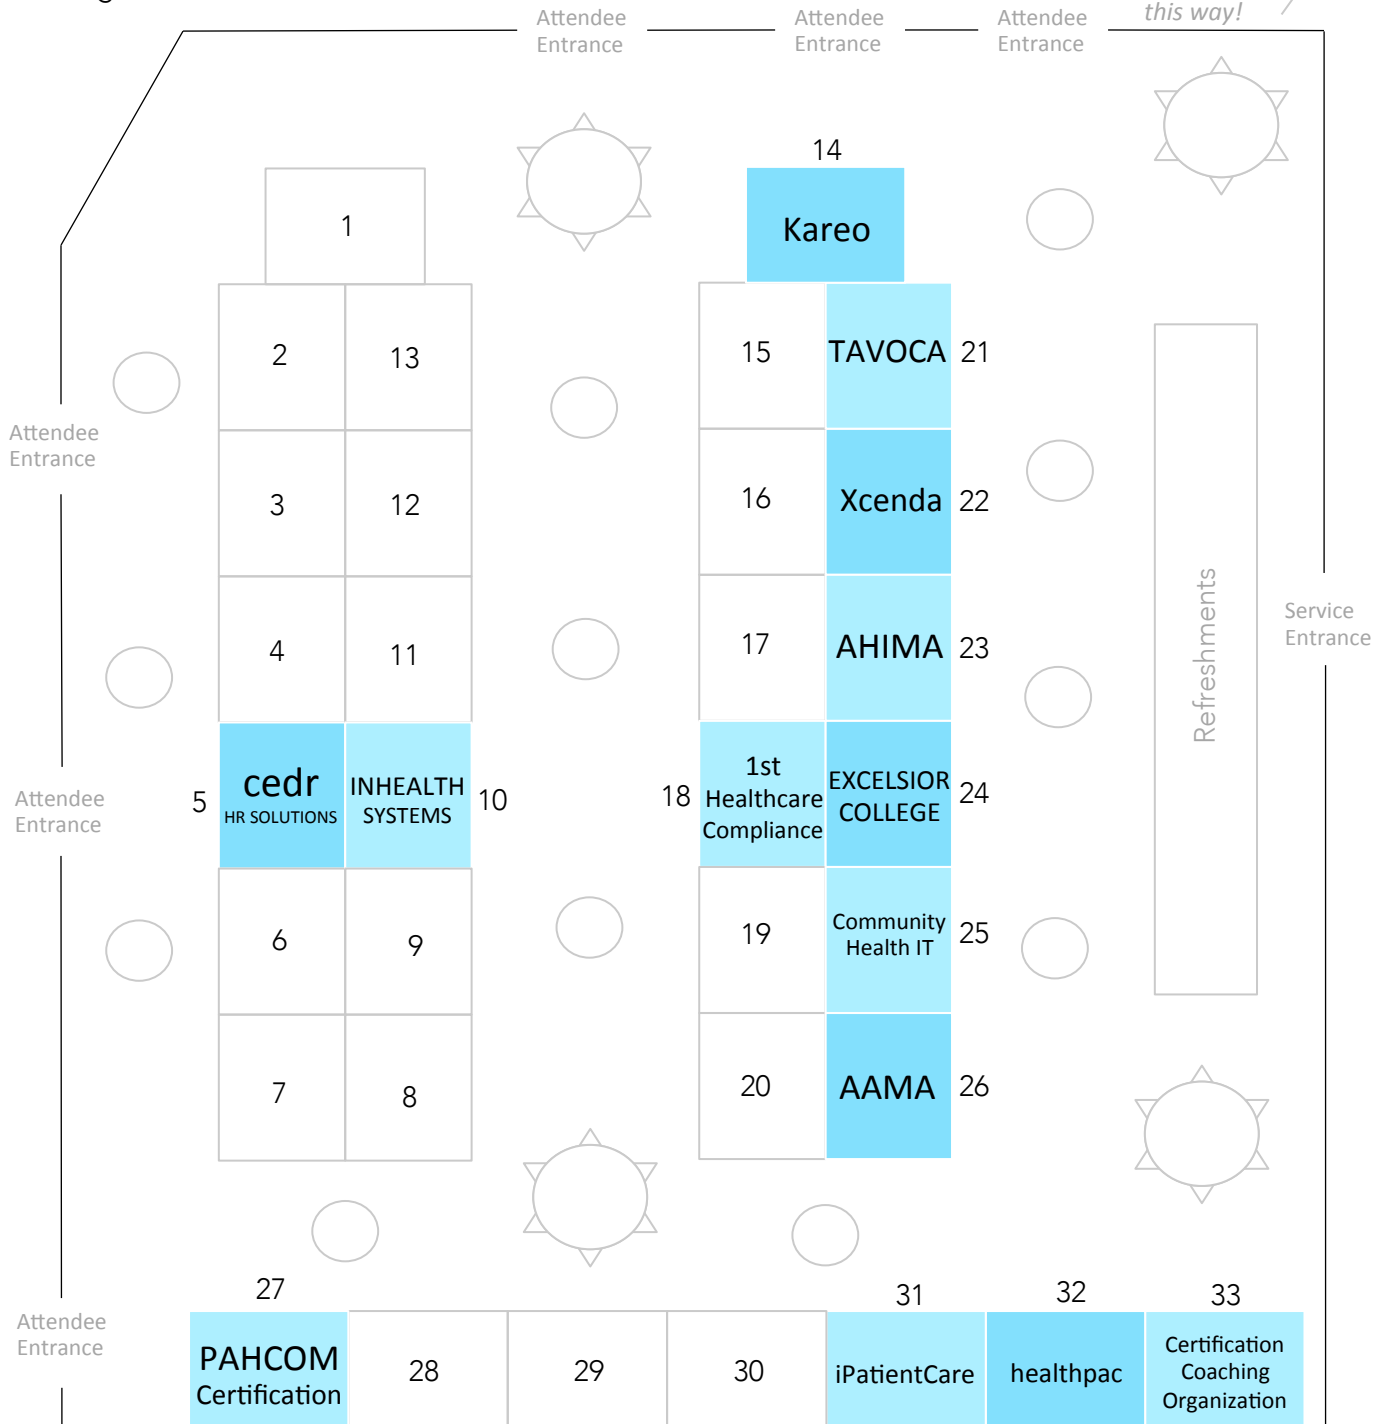 this way!
Attendee
Entrance
Attendee
Entrance
Attendee
Entrance
14
1
Kareo
2
13
15
TAVOCA
21
Attendee
Entrance
3
12
16
Xcenda
22
4
11
17
AHIMA
23
Refreshments
Service
Entrance
Attendee
Entrance
5
cedr
HR SOLUTIONS
INHEALTH
SYSTEMS
10
18
1st
Healthcare
Compliance
EXCELSIOR
COLLEGE
24
6
9
19
Community
Health IT
25
7
8
20
AAMA
26
Attendee
Entrance
27
PAHCOM
Certification
28
29
30
31
iPatientCare
32
healthpac
33
Certification
Coaching
Organization